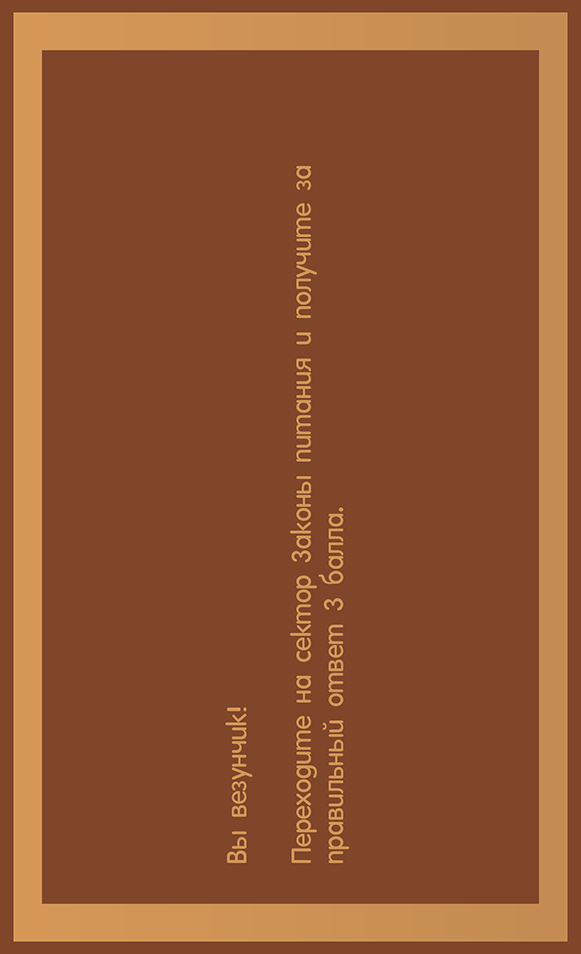 Вы везунчик!
Переходите на сектор Законы питания и получите за
правильный ответ 3 балла.